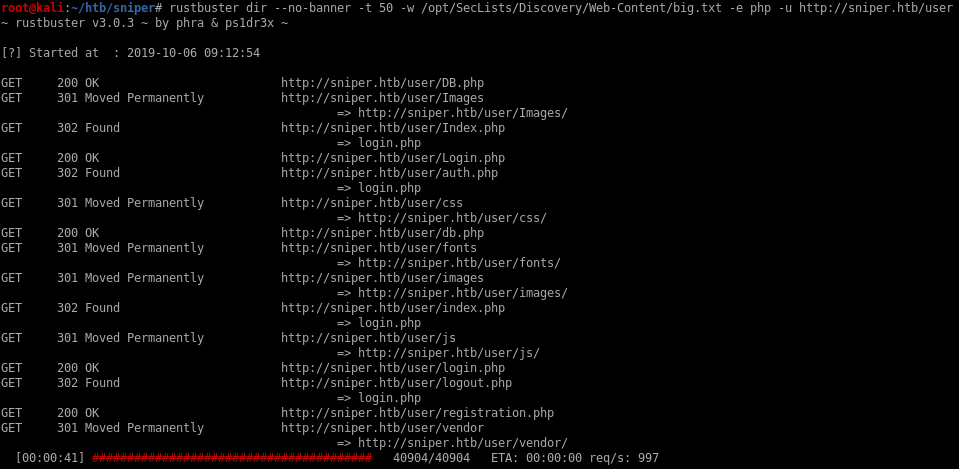 root@kali:~/htb/sniper# rustbuster dir --no-banner -t 50 -w /opt/SecLists/Discovery/Web-Content/big.txt -e php -u http://sniper.htb/user
~ rustbuster v3.0.3 ~ by phra & ps1dr3x ~
[?] Started at  : 2019-10-06 09:12:54
GET     200 OK                          http://sniper.htb/user/DB.php
GET     301 Moved Permanently           http://sniper.htb/user/Images
=> http://sniper.htb/user/Images/
GET     302 Found                       http://sniper.htb/user/Index.php
=> login.php
GET     200 OK                          http://sniper.htb/user/Login.php
GET     302 Found                       http://sniper.htb/user/auth.php
=> login.php
GET     301 Moved Permanently           http://sniper.htb/user/css
=> http://sniper.htb/user/css/
GET     200 OK                          http://sniper.htb/user/db.php
GET     301 Moved Permanently           http://sniper.htb/user/fonts
=> http://sniper.htb/user/fonts/
GET     301 Moved Permanently           http://sniper.htb/user/images
=> http://sniper.htb/user/images/
GET     302 Found                       http://sniper.htb/user/index.php
=> login.php
GET     301 Moved Permanently           http://sniper.htb/user/js
=> http://sniper.htb/user/js/
GET     200 OK                          http://sniper.htb/user/login.php
GET     302 Found                       http://sniper.htb/user/logout.php
=> login.php
GET     200 OK                          http://sniper.htb/user/registration.php
GET     301 Moved Permanently           http://sniper.htb/user/vendor
=> http://sniper.htb/user/vendor/
[00:00:41] ######################################## 40904/40904   ETA: 00:00:00 req/s: 997